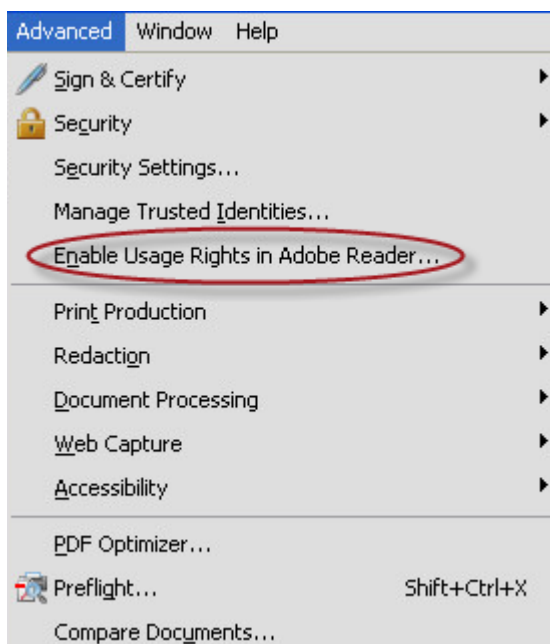 Advanced Window Help
Sign & Certify
Security
Security Settings...
Manage Trusted Identities...
Enable Usage Rights in Adobe Reader...
Print Production
Redaction
Document Processing
Web Capture
Accessibility
PDF Optimizer...
Preflight... Shift+Ctrl+X
Compare Documents...